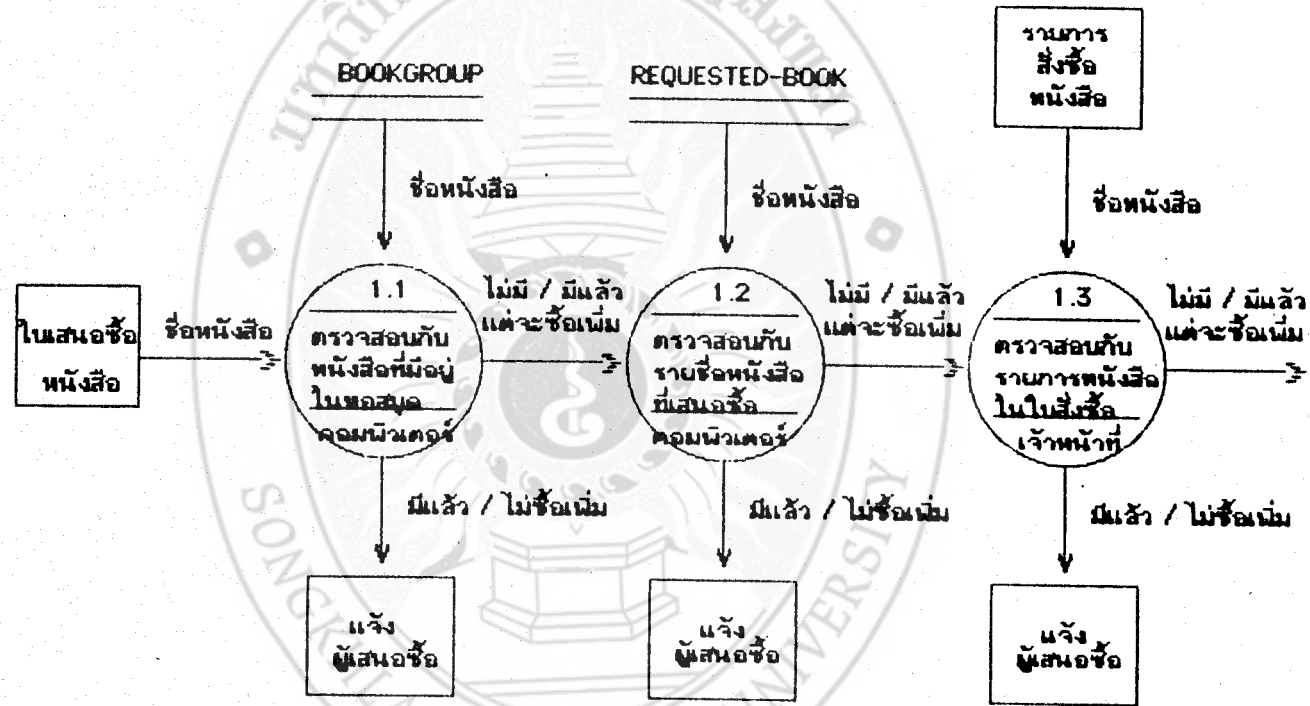 รายการ
สั่งซื้อ
หนังสือ
BOOKGROUP
REQUESTED-BOOK
ชื่อหนังสือ
ชื่อหนังสือ
ชื่อหนังสือ
ใบเสนอซื้อ
หนังสือ
ชื่อหนังสือ
1.1
ตรวจสอบกับ
หนังสือที่มีอยู่
ในหอสมุด
คอมพิวเตอร์
ไม่มี / มีแล้ว
แต่จะซื้อเพิ่ม
1.2
ตรวจสอบกับ
รายชื่อหนังสือ
ที่เสนอซื้อ
คอมพิวเตอร์
ไม่มี / มีแล้ว
แต่จะซื้อเพิ่ม
1.3
ตรวจสอบกับ
รายการหนังสือ
ในใบสั่งซื้อ
เจ้าหน้าที่
ไม่มี / มีแล้ว
แต่จะซื้อเพิ่ม
มีแล้ว / ไม่ซื้อเพิ่ม
มีแล้ว / ไม่ซื้อเพิ่ม
มีแล้ว / ไม่ซื้อเพิ่ม
แจ้ง
ผู้เสนอซื้อ
แจ้ง
ผู้เสนอซื้อ
แจ้ง
ผู้เสนอซื้อ